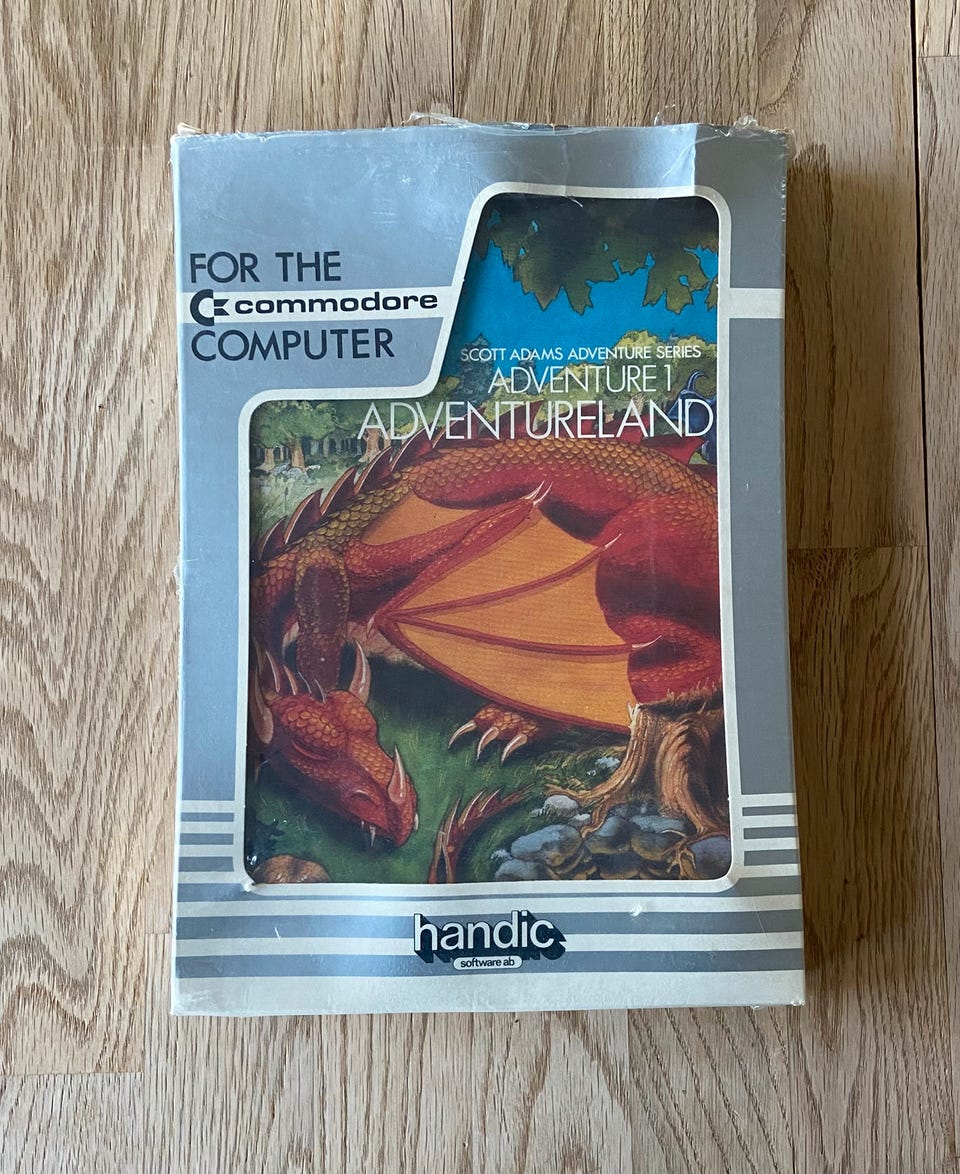 FOR THE
commodore
COMPUTER
SCOTT ADAMS ADVENTURE SERIES
ADVENTURE 1
ADVENTURELAND
handic
software ab